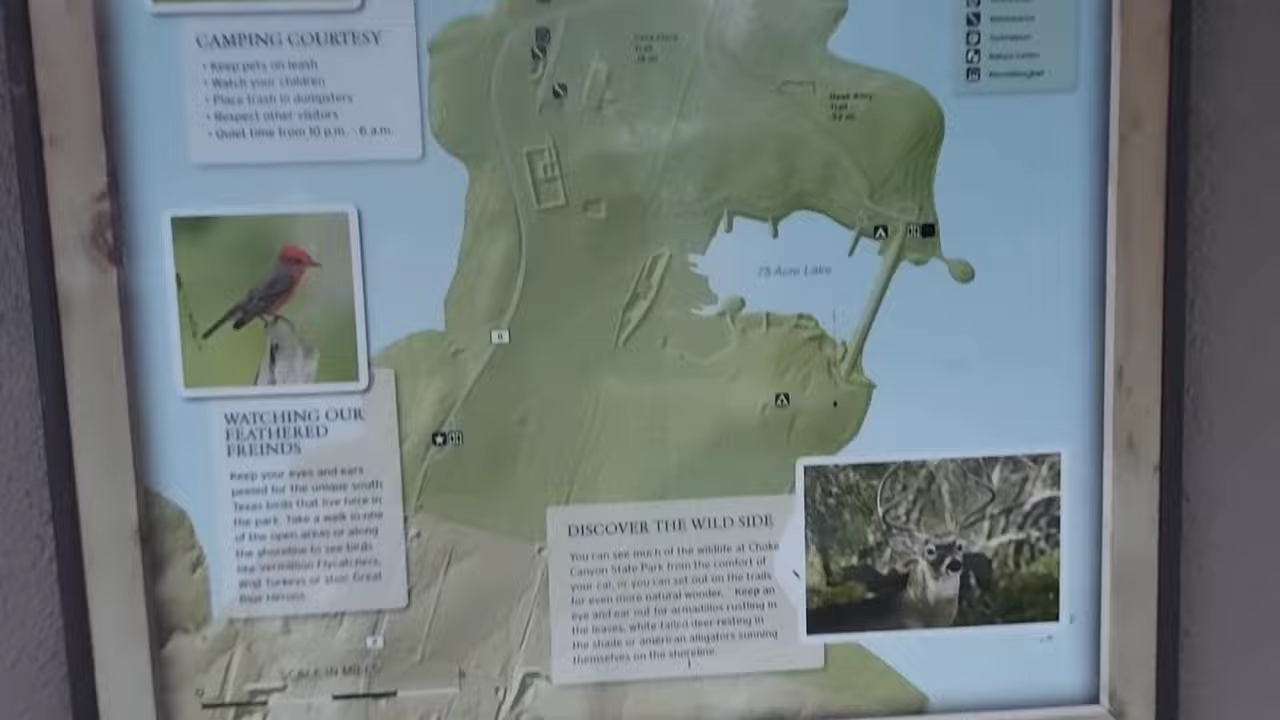 CAMPING COURTESY
• Keep pets on leash
• Watch your children
• Place trash in dumpsters
• Respect other visitors
• Quiet time from 10 p.m. - 6 a.m.
75 Acre Lake
WATCHING OUR
FEATHERED
FREINDS
Keep your eyes and ears
peeled for the unique south
Texas birds that live here in
the park. Take a walk in one
of the open areas or along
the shoreline to see birds
like Vermilion Flycatchers,
Wild Turkeys or stoic Great
Blue Herons.
DISCOVER THE WILD SIDE
You can see much of the wildlife at Choke
Canyon State Park from the comfort of
your car, or you can set out on the trails
for even more natural wonder. Keep an
eye and ear out for armadillos rustling in
the leaves, white tailed deer resting in
the shade or american alligators sunning
themselves on the shoreline.
SCALE IN MILES